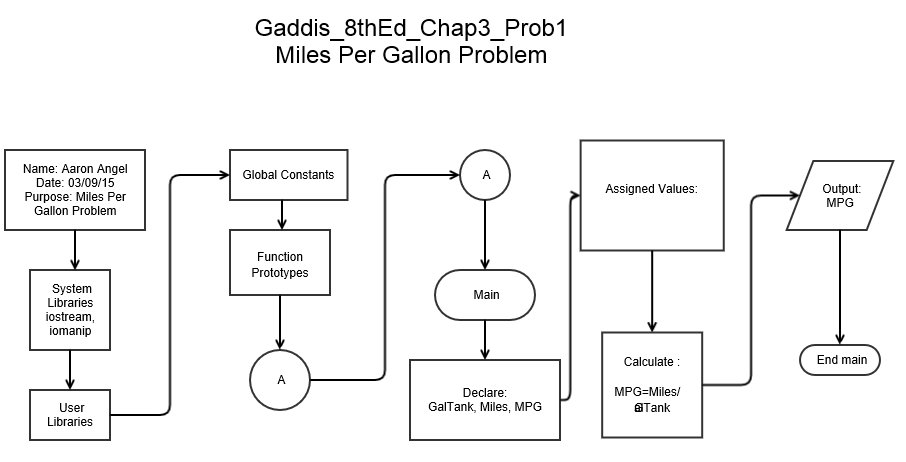 Gaddis_8thEd_Chap3_Prob1
Miles Per Gallon Problem
Name: Aaron Angel
Date: 03/09/15
Purpose: Miles Per
Gallon Problem
System
Libraries
iostream,
iomanip
User
Libraries
Global Constants
Function
Prototypes
A
A
Main
Declare:
GalTank, Miles, MPG
Assigned Values:
Calculate :
MPG=Miles/
Output:
MPG
End main